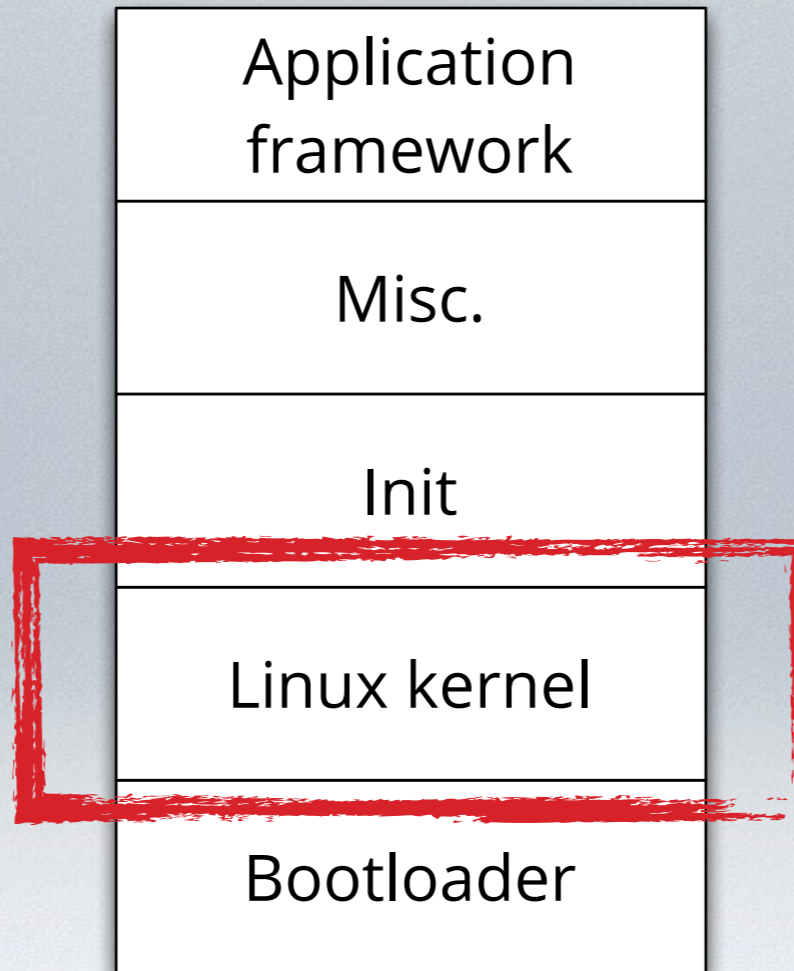 Application
framework
Misc.
Init
Linux kernel
Bootloader